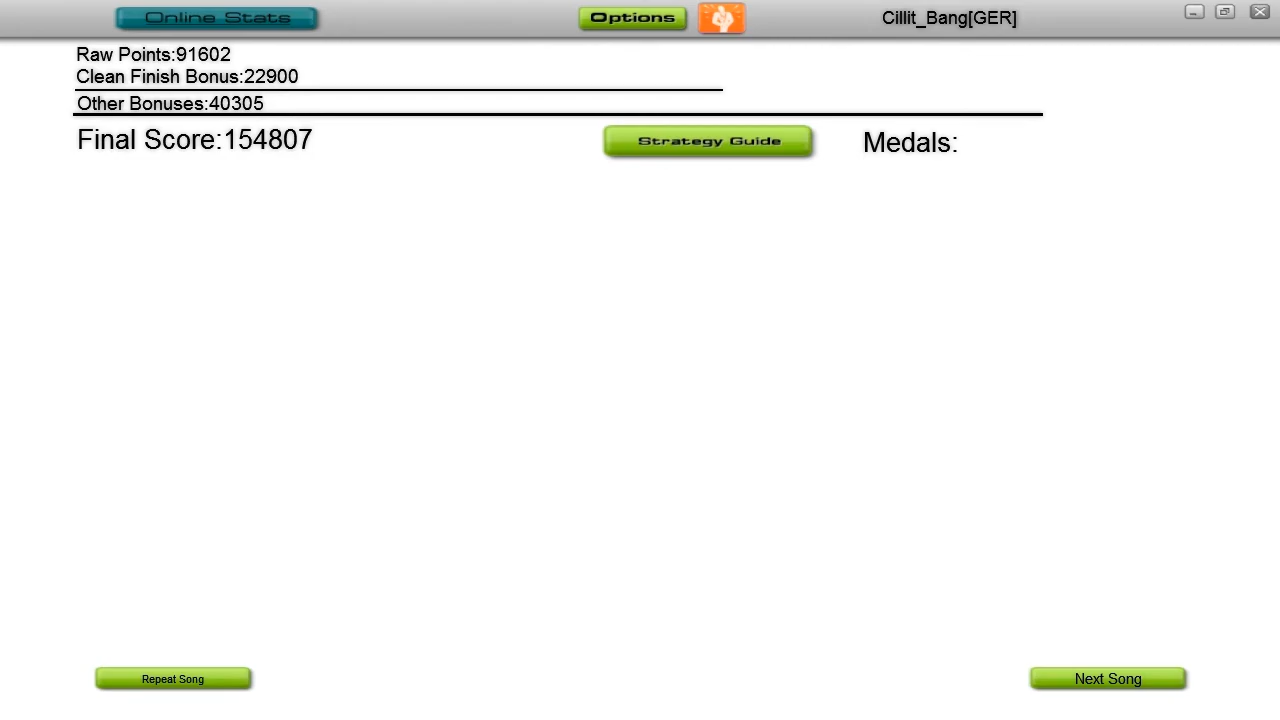 Online Stats
Options
Cillit_Bang[GER]
Raw Points:91602
Clean Finish Bonus:22900
Other Bonuses:40305
Final Score:154807
Strategy Guide
Medals:
Repeat Song
Next Song